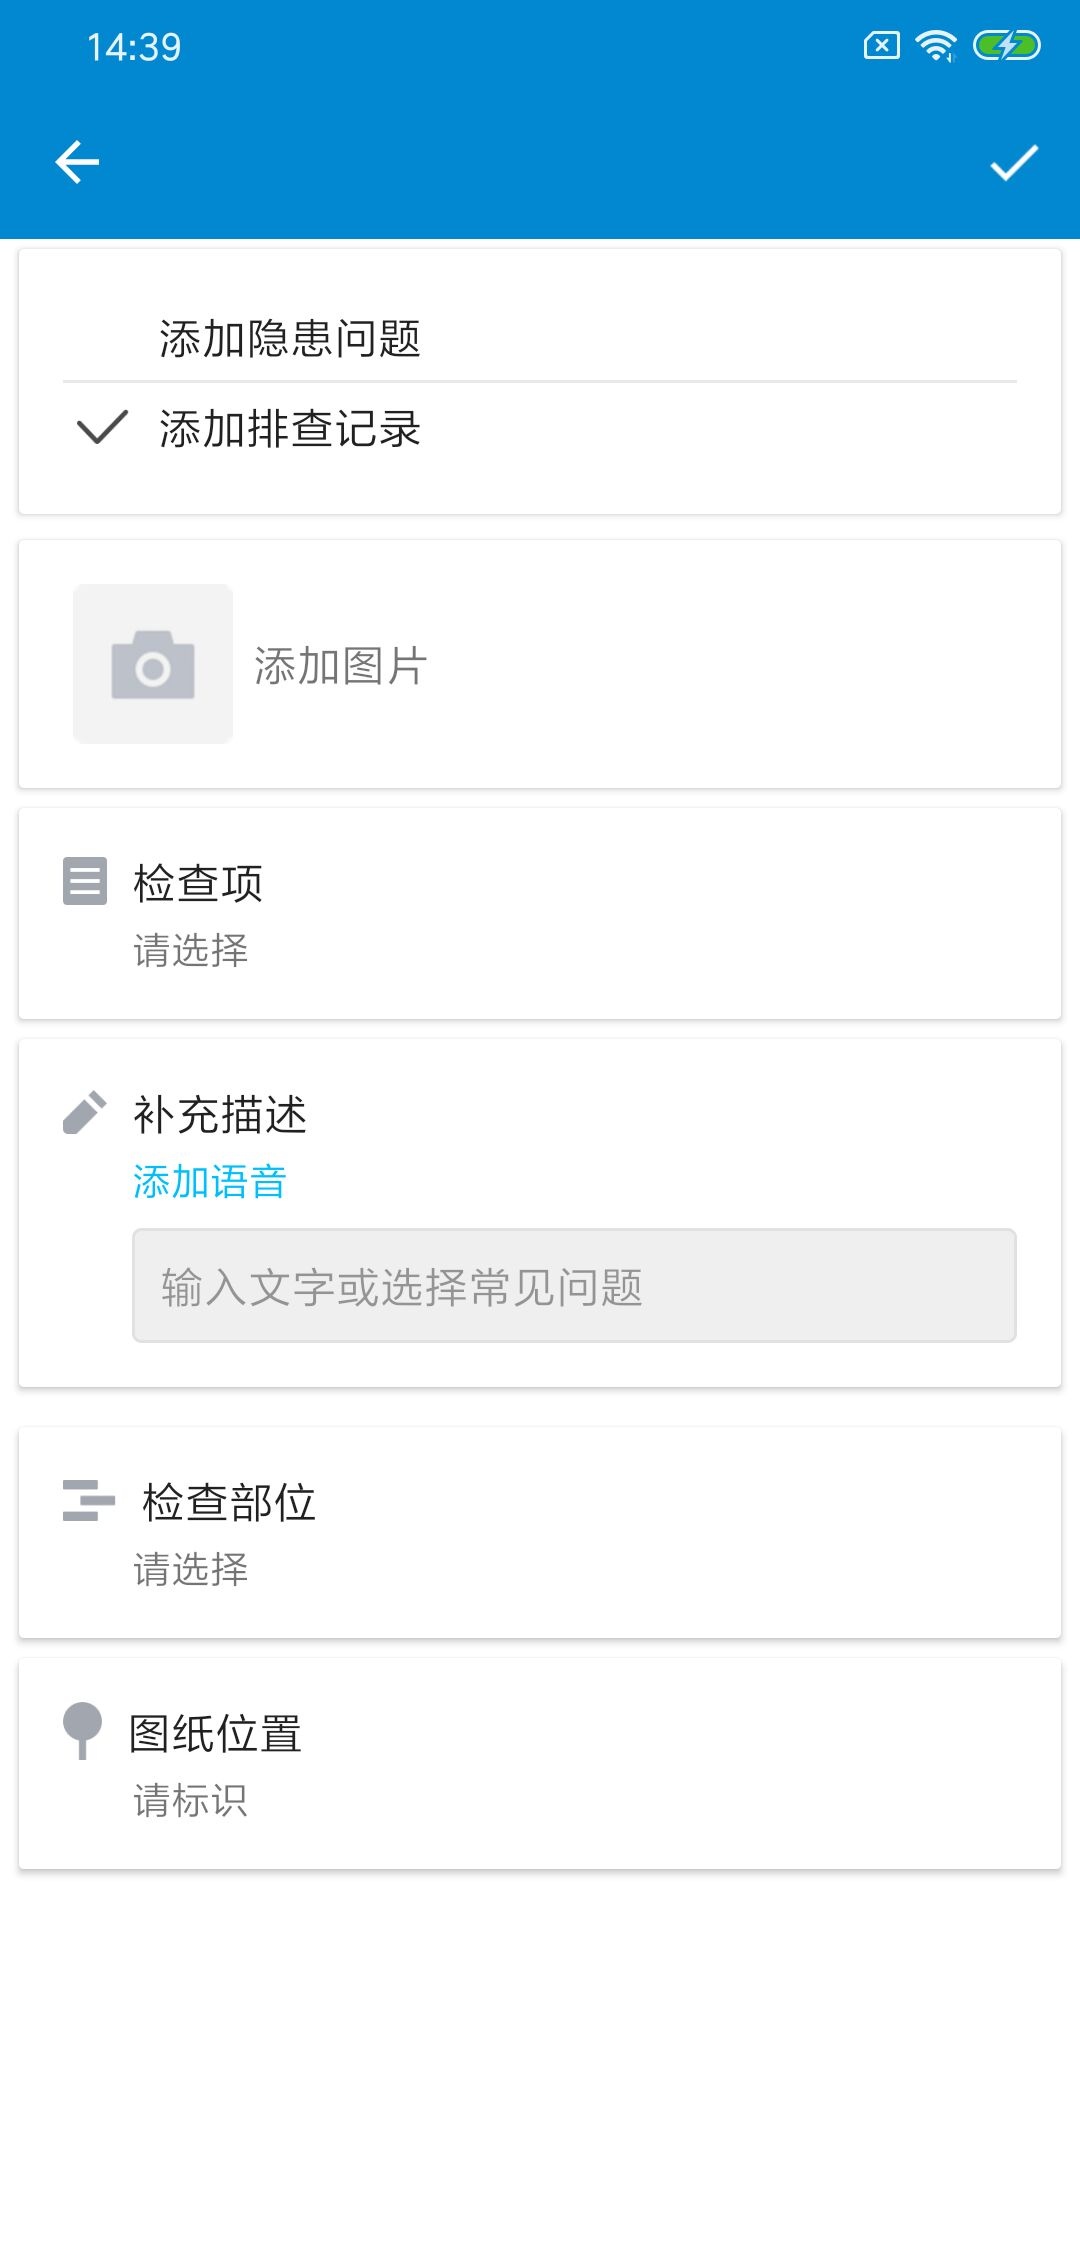 14:39
添加隐患问题
添加排查记录
添加图片
检查项
请选择
补充描述
添加语音
输入文字或选择常见问题
检查部位
请选择
图纸位置
请标识